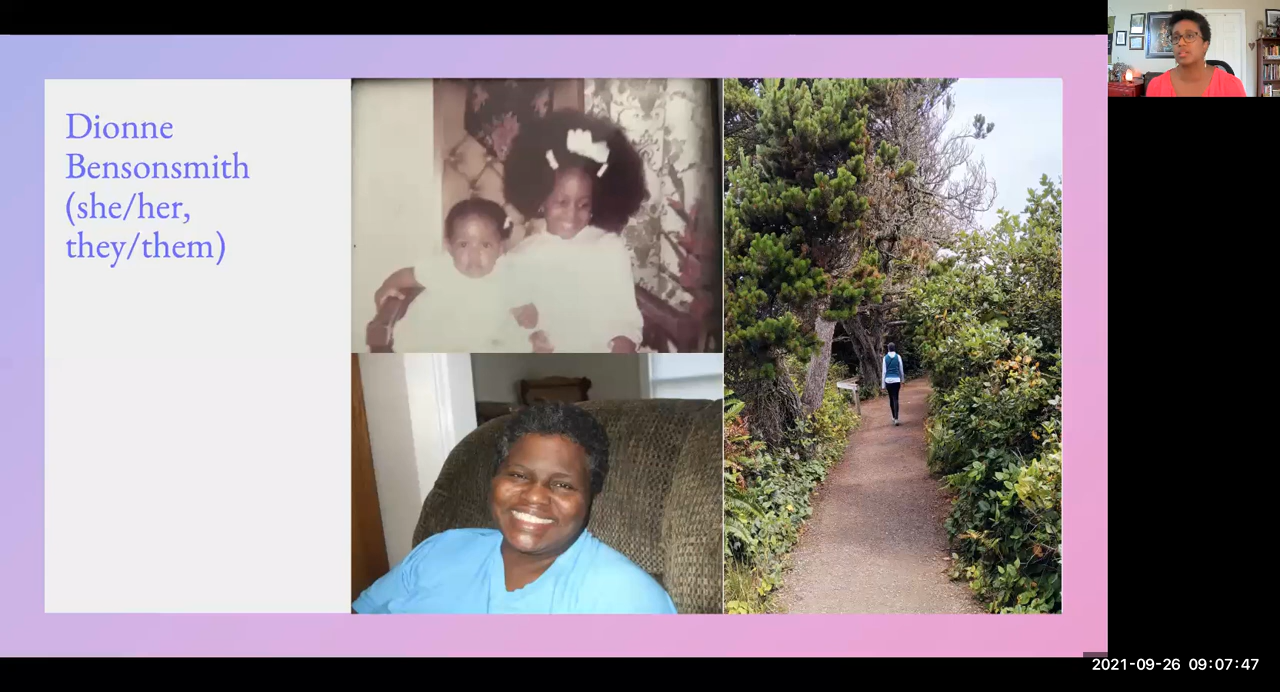 Dionne
Bensonsmith
(she/her,
they/them)
2021-09-26 09:07:47